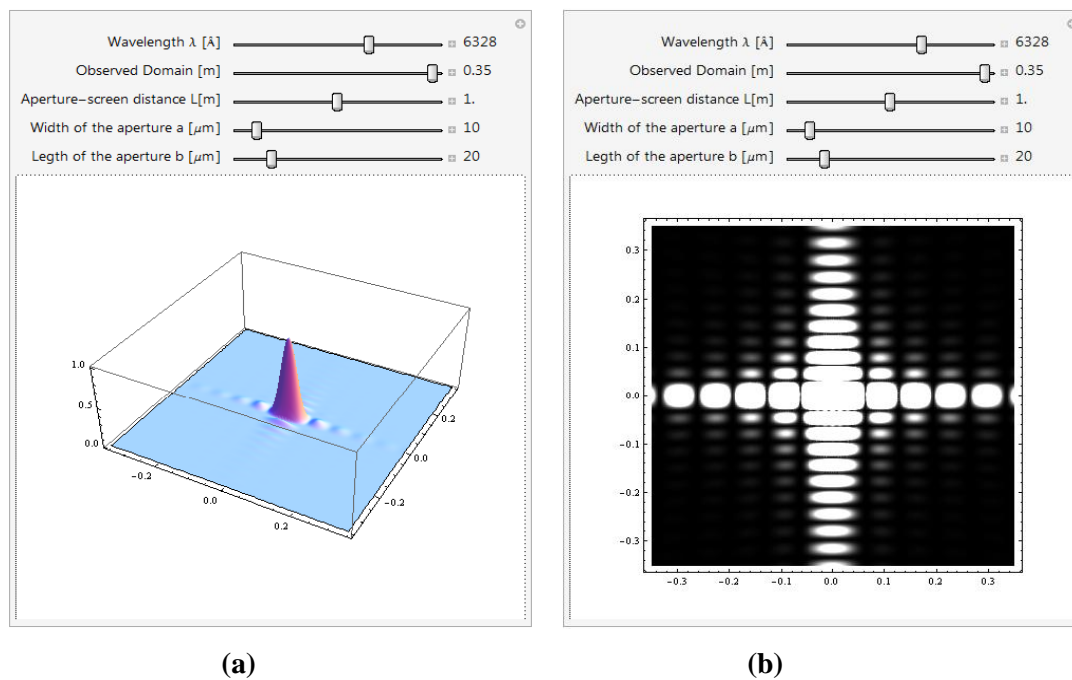 Wavelength λ [Å] 6328
Observed Domain [m] 0.35
Aperture-screen distance L[m] 1.
Width of the aperture a [μm] 10
Legth of the aperture b [μm] 20
1.0
0.5
0.0
-0.2
0.0
0.2
-0.2
0.0
0.2
(a)
Wavelength λ [Å] 6328
Observed Domain [m] 0.35
Aperture-screen distance L[m] 1.
Width of the aperture a [μm] 10
Legth of the aperture b [μm] 20
0.3
0.2
0.1
0.0
-0.1
-0.2
-0.3
-0.3 -0.2 -0.1 0.0 0.1 0.2 0.3
(b)